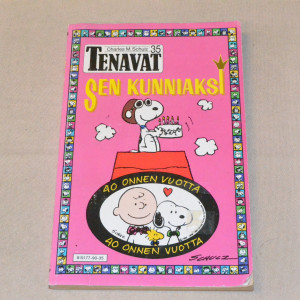 Charles M. Schulz
35
TENAVAT
SEN KUNNIAKSI
40 ONNEN VUOTTA
40 ONNEN VUOTTA
SCHULZ